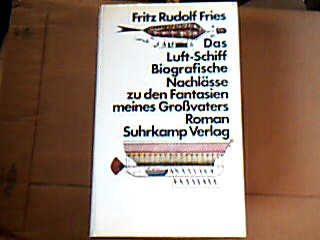 Fritz Rudolf Fries
Das
Luft-Schiff
Biografische
Nachlässe
zu den Fantasien
meines Großvaters
Roman
Suhrkamp Verlag